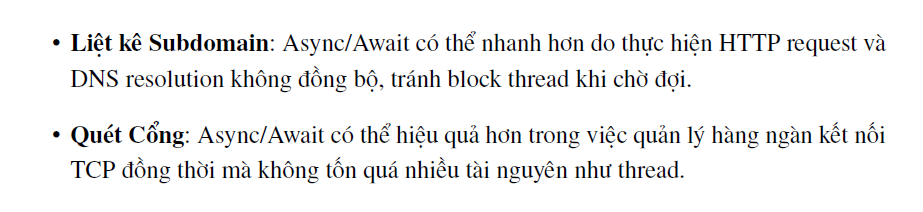 • Liệt kê Subdomain: Async/Await có thể nhanh hơn do thực hiện HTTP request và
DNS resolution không đồng bộ, tránh block thread khi chờ đợi.
• Quét Cổng: Async/Await có thể hiệu quả hơn trong việc quản lý hàng ngàn kết nối
TCP đồng thời mà không tốn quá nhiều tài nguyên như thread.